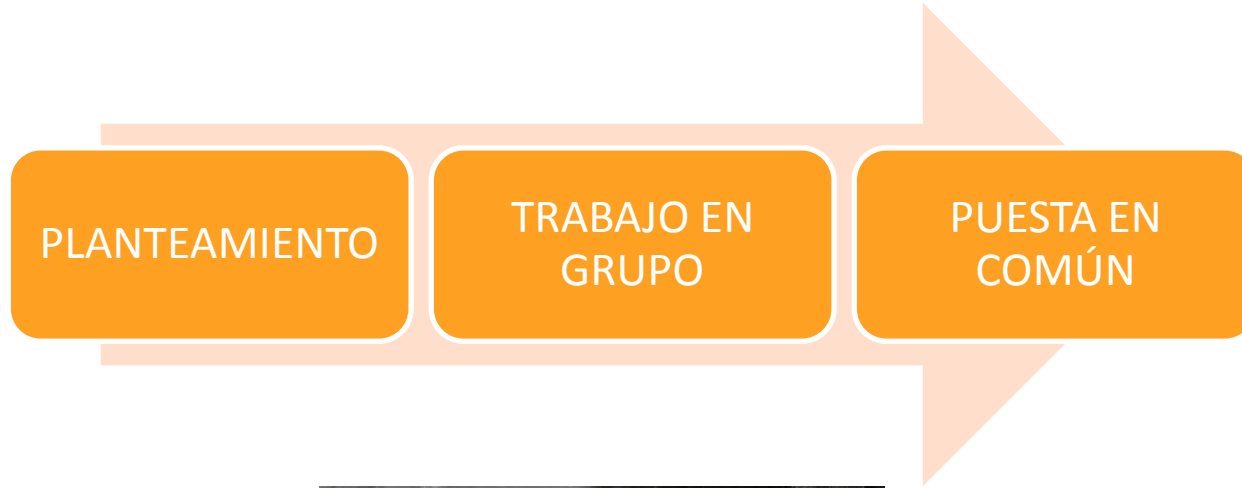 PLANTEAMIENTO
TRABAJO EN
GRUPO
PUESTA EN
COMÚN